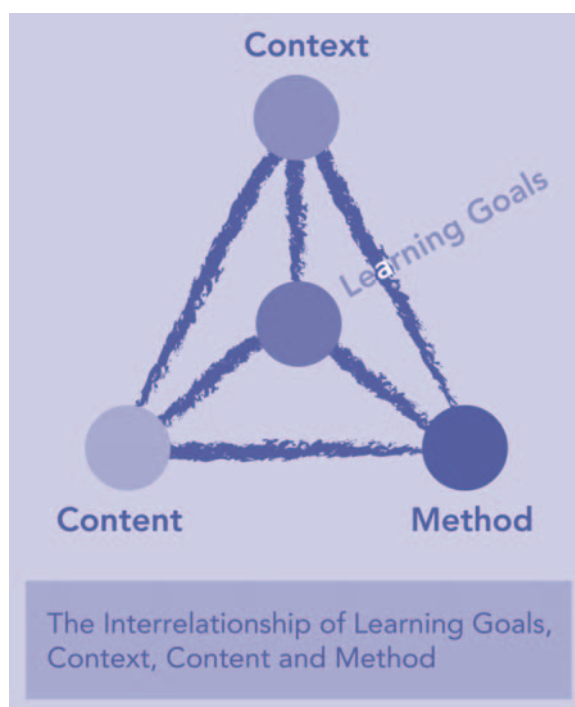 Context
Learning Goals
Content
Method
The Interrelationship of Learning Goals,
Context, Content and Method